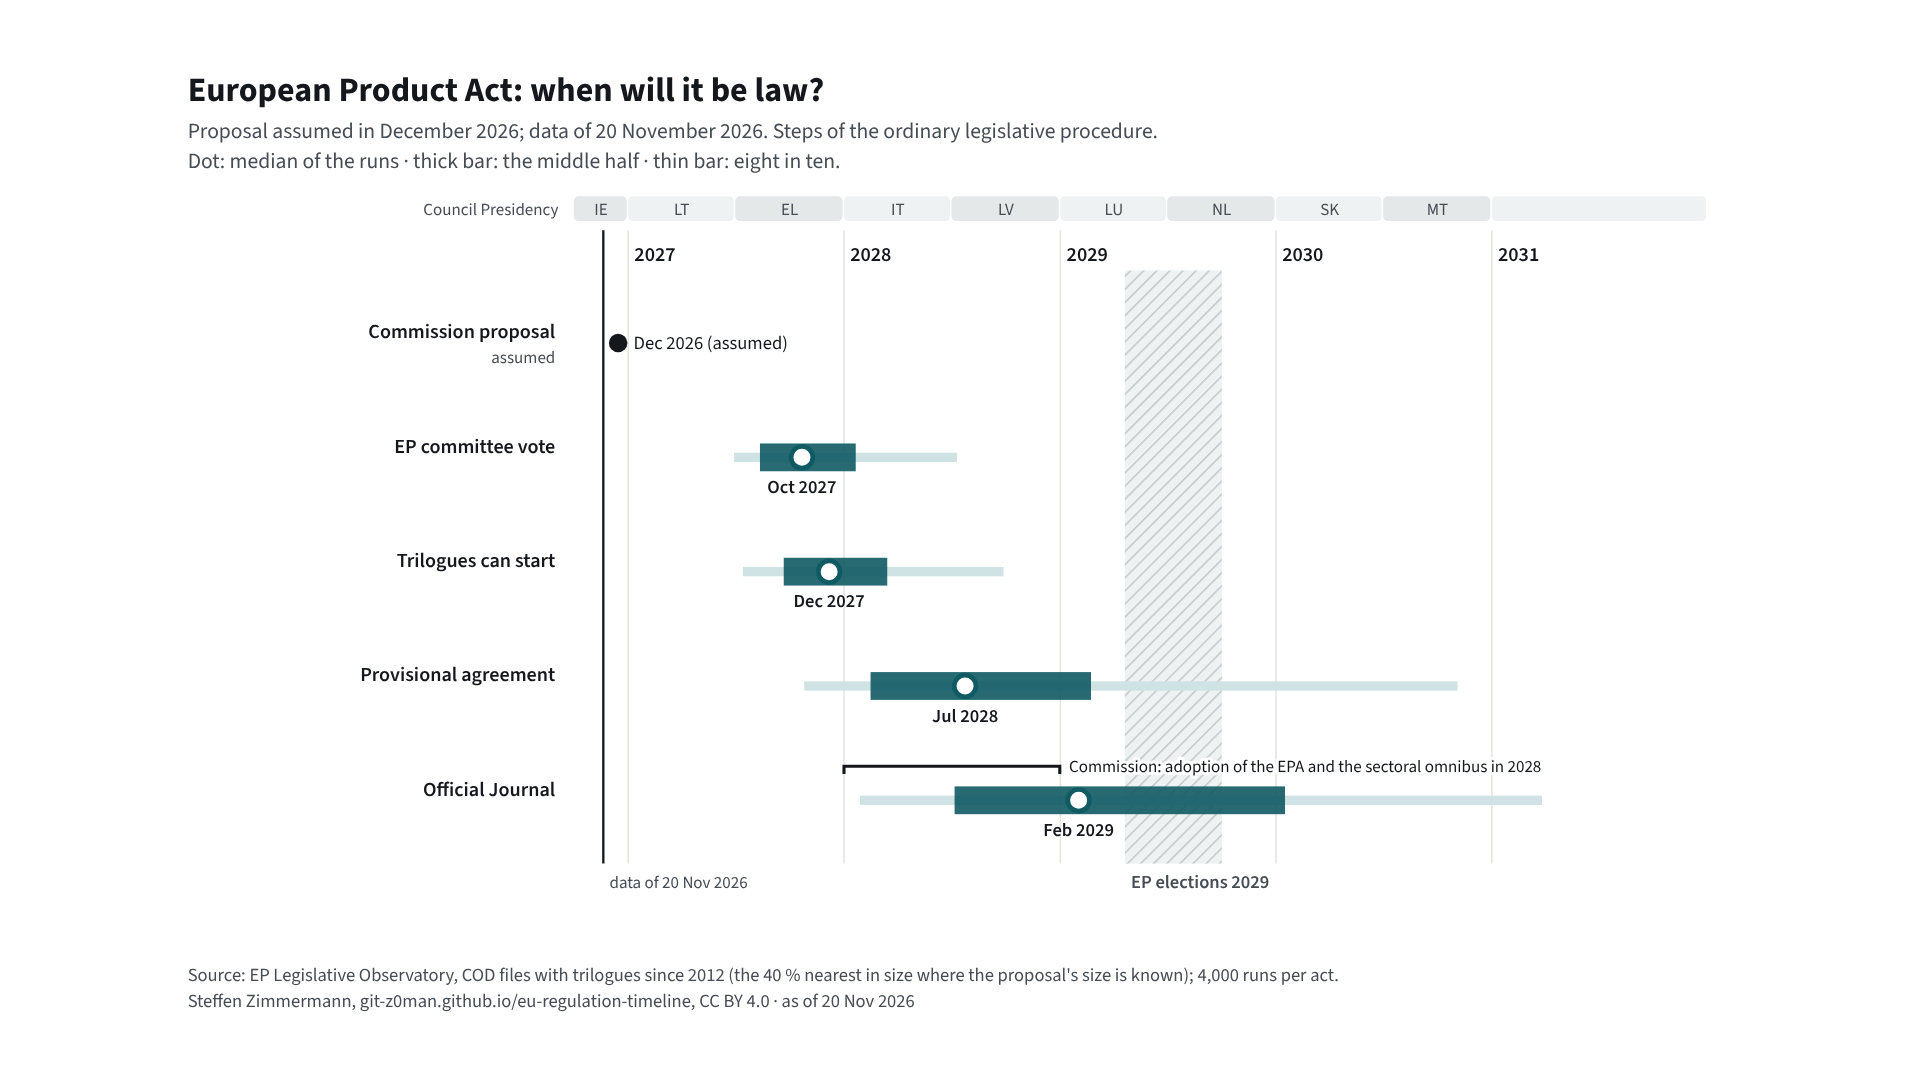 European Product Act: when will it be law?
Proposal assumed in December 2026; data of 20 November 2026. Steps of the ordinary legislative procedure.
Dot: median of the runs · thick bar: the middle half · thin bar: eight in ten.
Council Presidency IE LT EL IT LV LU NL SK MT
2027 2028 2029 2030 2031
Commission proposal
assumed
Dec 2026 (assumed)
EP committee vote
Oct 2027
Trilogues can start
Dec 2027
Provisional agreement
Jul 2028
Commission: adoption of the EPA and the sectoral omnibus in 2028
Official Journal
Feb 2029
data of 20 Nov 2026
EP elections 2029
Source: EP Legislative Observatory, COD files with trilogues since 2012 (the 40 % nearest in size where the proposal's size is known); 4,000 runs per act.
Steffen Zimmermann, git-z0man.github.io/eu-regulation-timeline, CC BY 4.0 · as of 20 Nov 2026